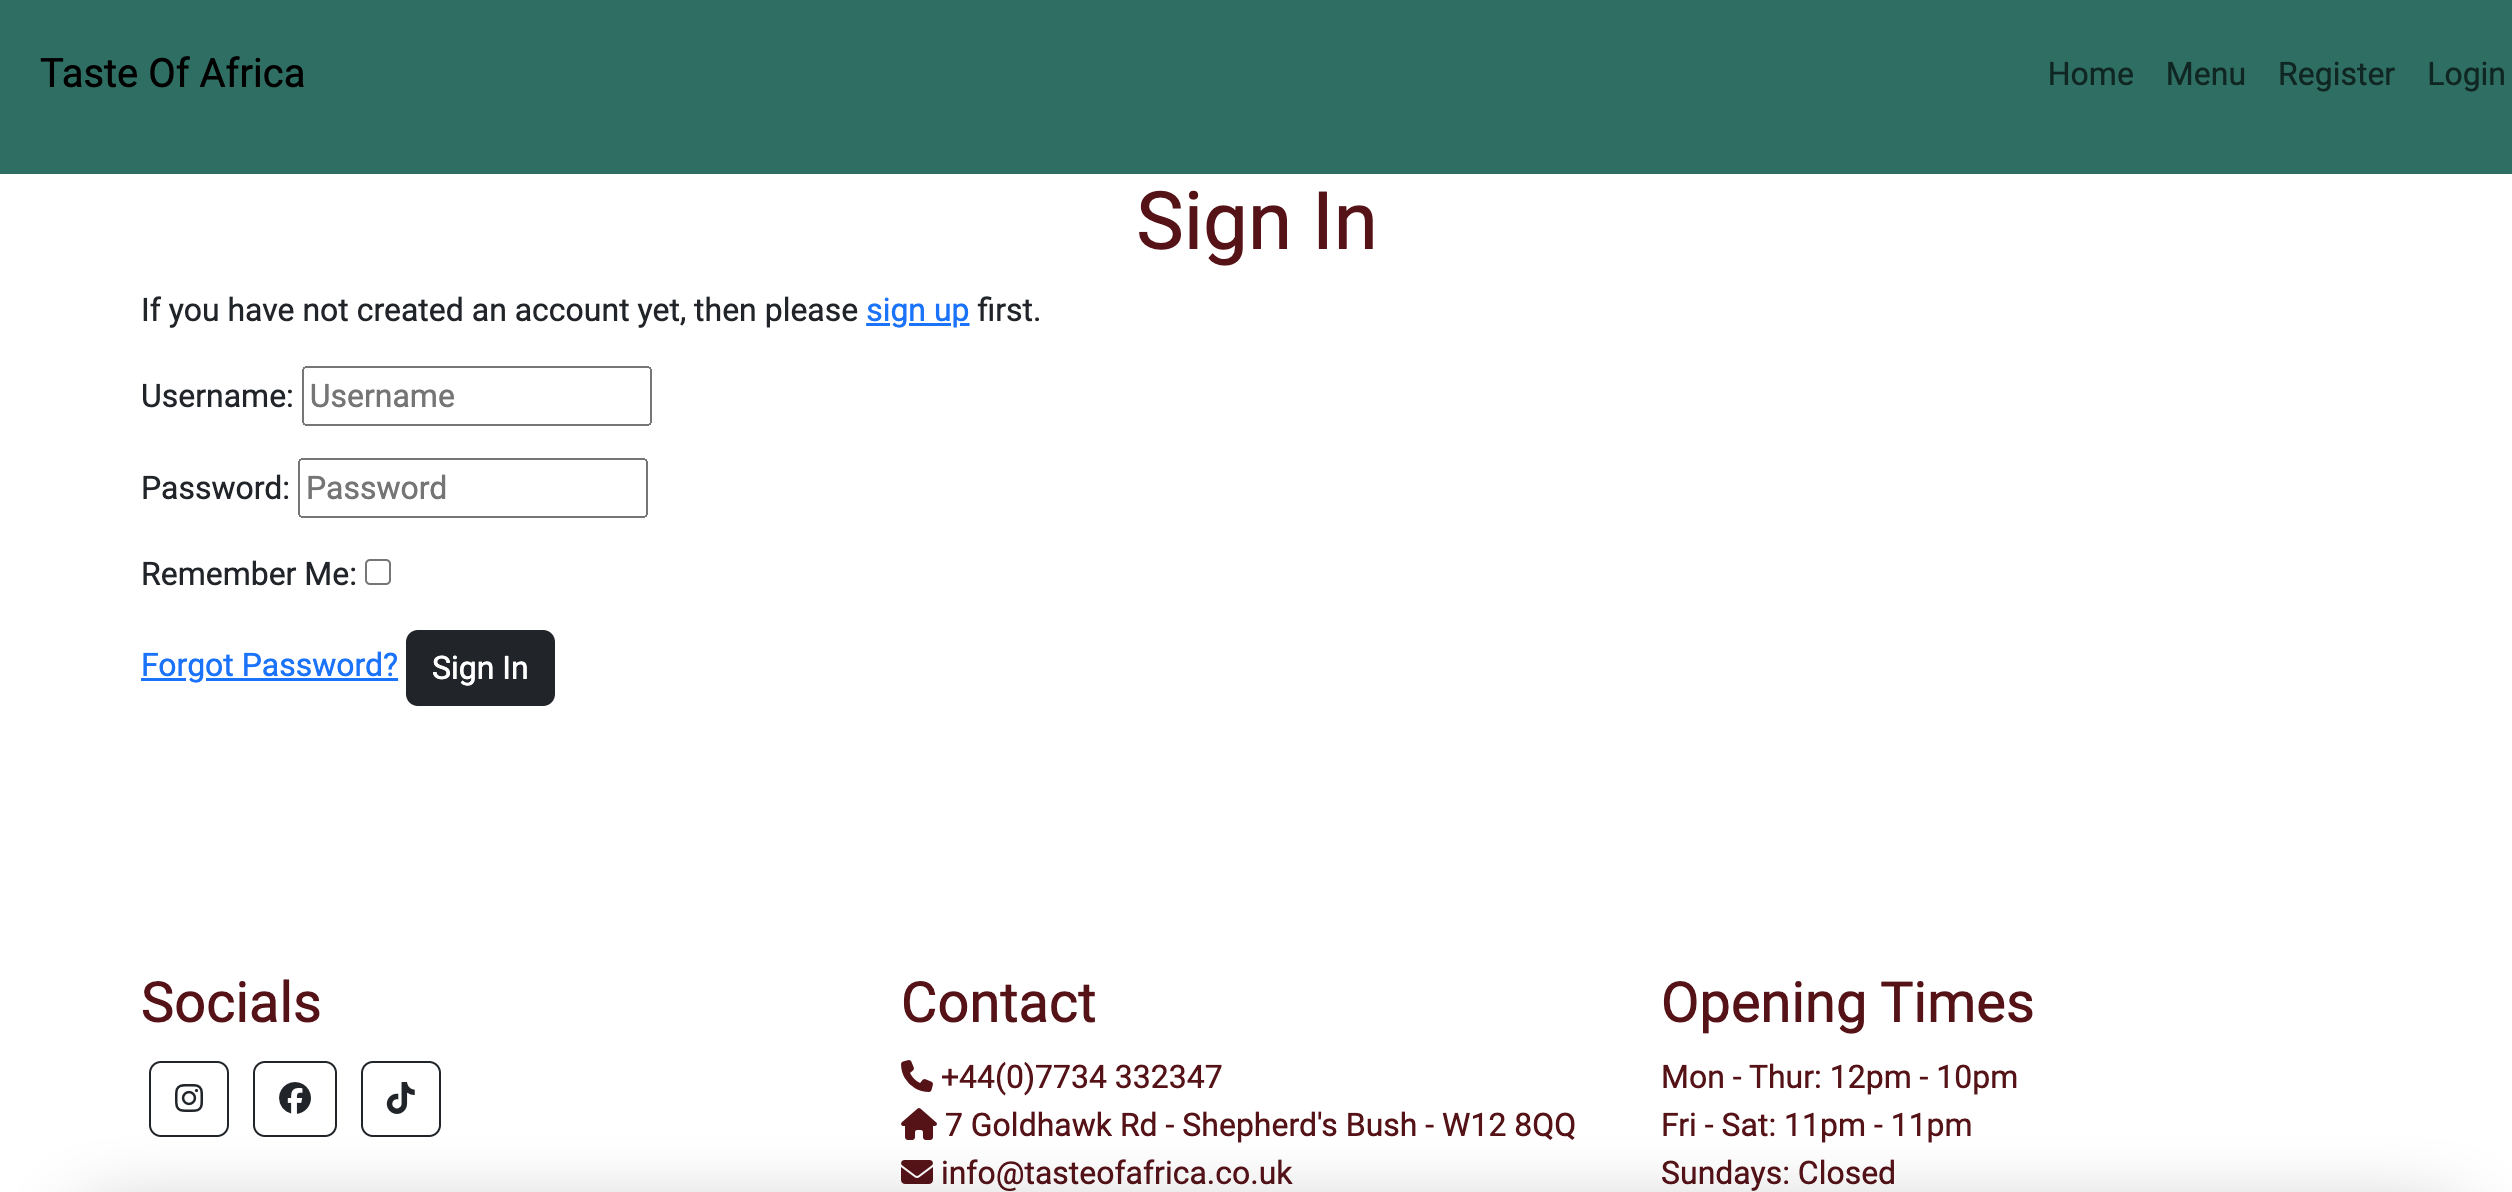 Taste Of Africa
Home Menu Register Login
Sign In
If you have not created an account yet, then please sign up first.
Username: Username
Password: Password
Remember Me:
Forgot Password? Sign In
Socials
Contact
+44(0)7734 332347
7 Goldhawk Rd - Shepherd's Bush - W12 8QQ
info@tasteofafrica.co.uk
Opening Times
Mon - Thur: 12pm - 10pm
Fri - Sat: 11pm - 11pm
Sundays: Closed